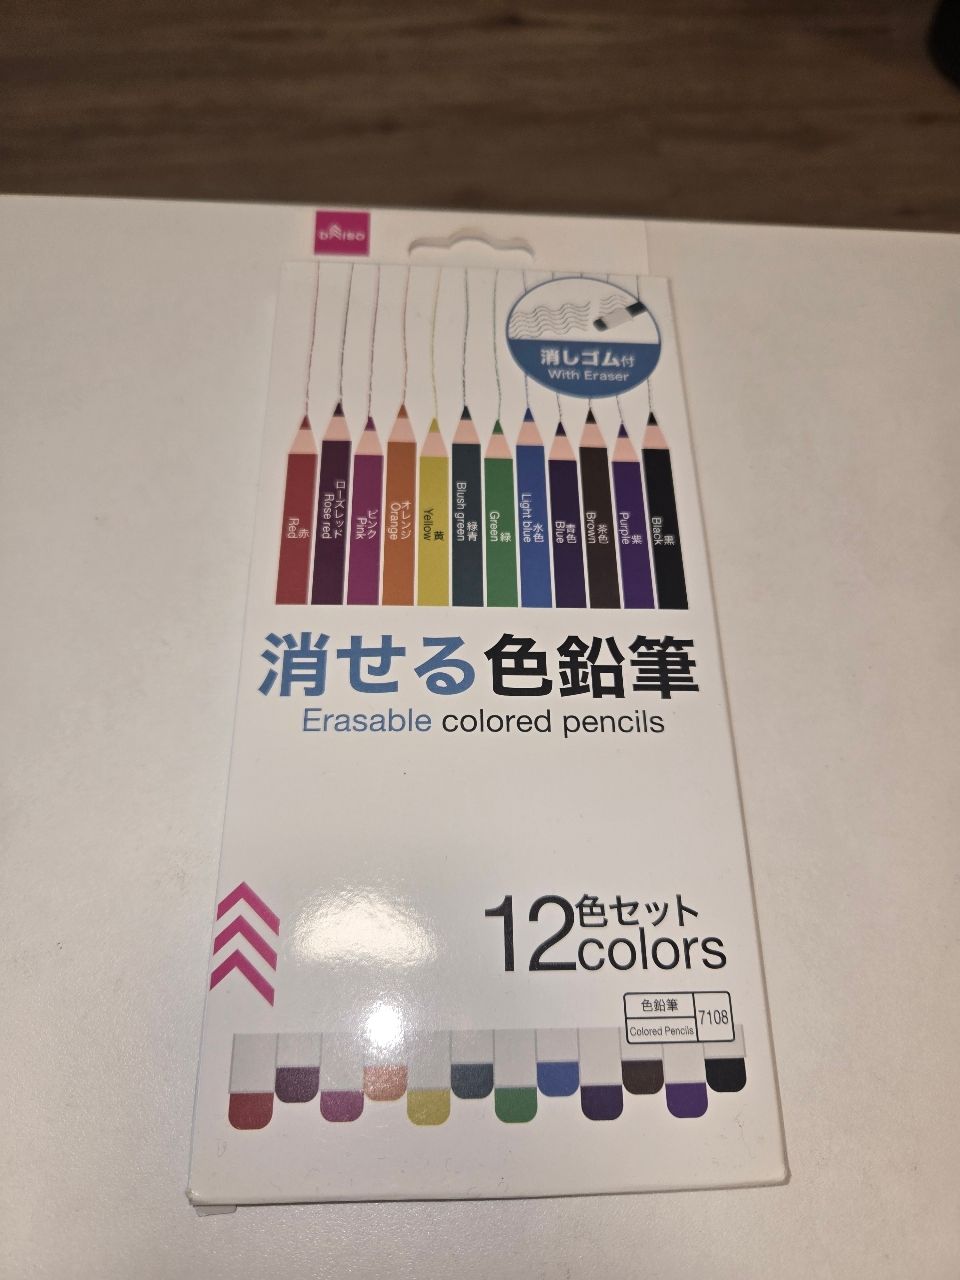 DAISO
消しゴム付
With Eraser
赤
Red
ローズレッド
Rose red
ピンク
Pink
オレンジ
Orange
黄
Yellow
緑青
Bluish green
緑
Green
水色
Light blue
青色
Blue
茶色
Brown
紫
Purple
黒
Black
消せる色鉛筆
Erasable colored pencils
12色セット
colors
色鉛筆
Colored Pencils
7108